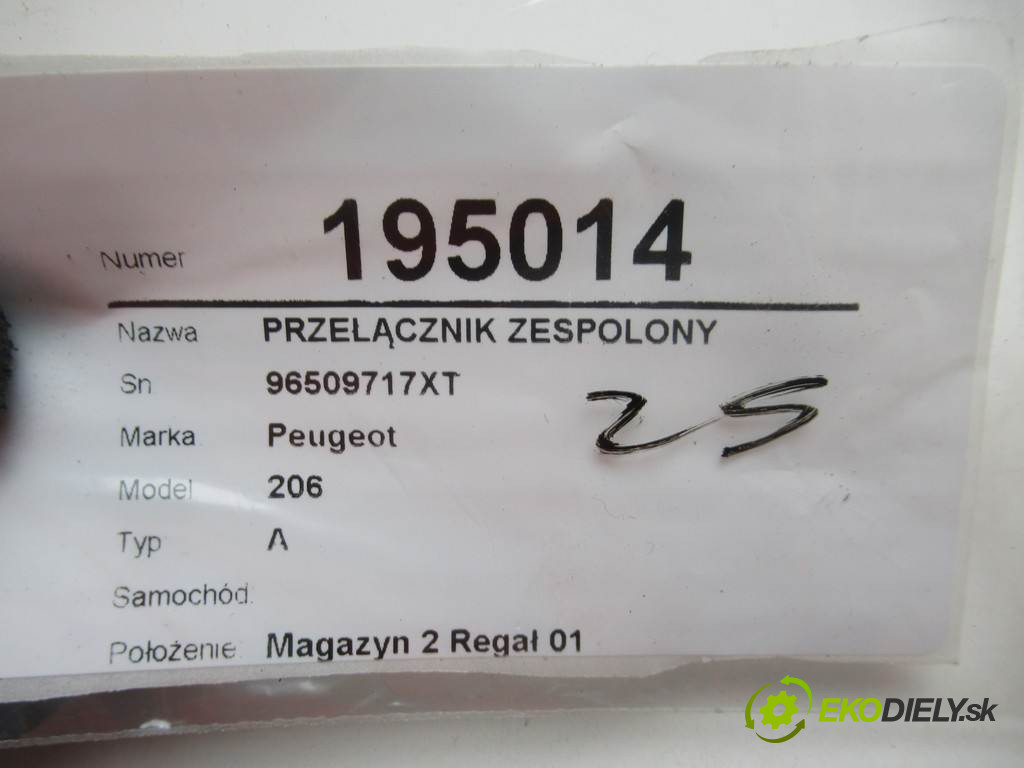 Numer 195014
Nazwa PRZEŁĄCZNIK ZESPOLONY
Sn 96509717XT
25
Marka Peugeot
Model 206
Typ A
Samochód:
Położenie: Magazyn 2 Regał 01
EKODIELY.sk